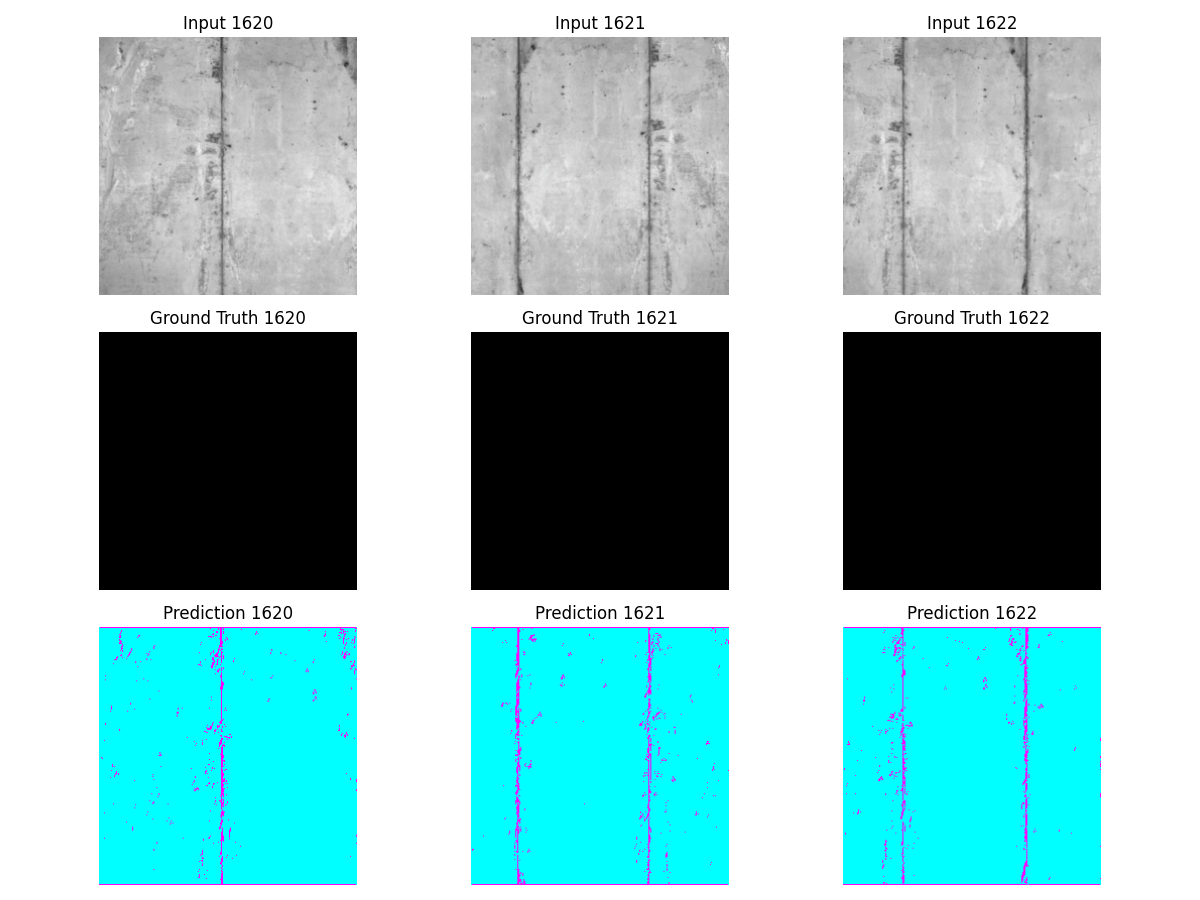 Input 1620
Input 1621
Input 1622
Ground Truth 1620
Ground Truth 1621
Ground Truth 1622
Prediction 1620
Prediction 1621
Prediction 1622